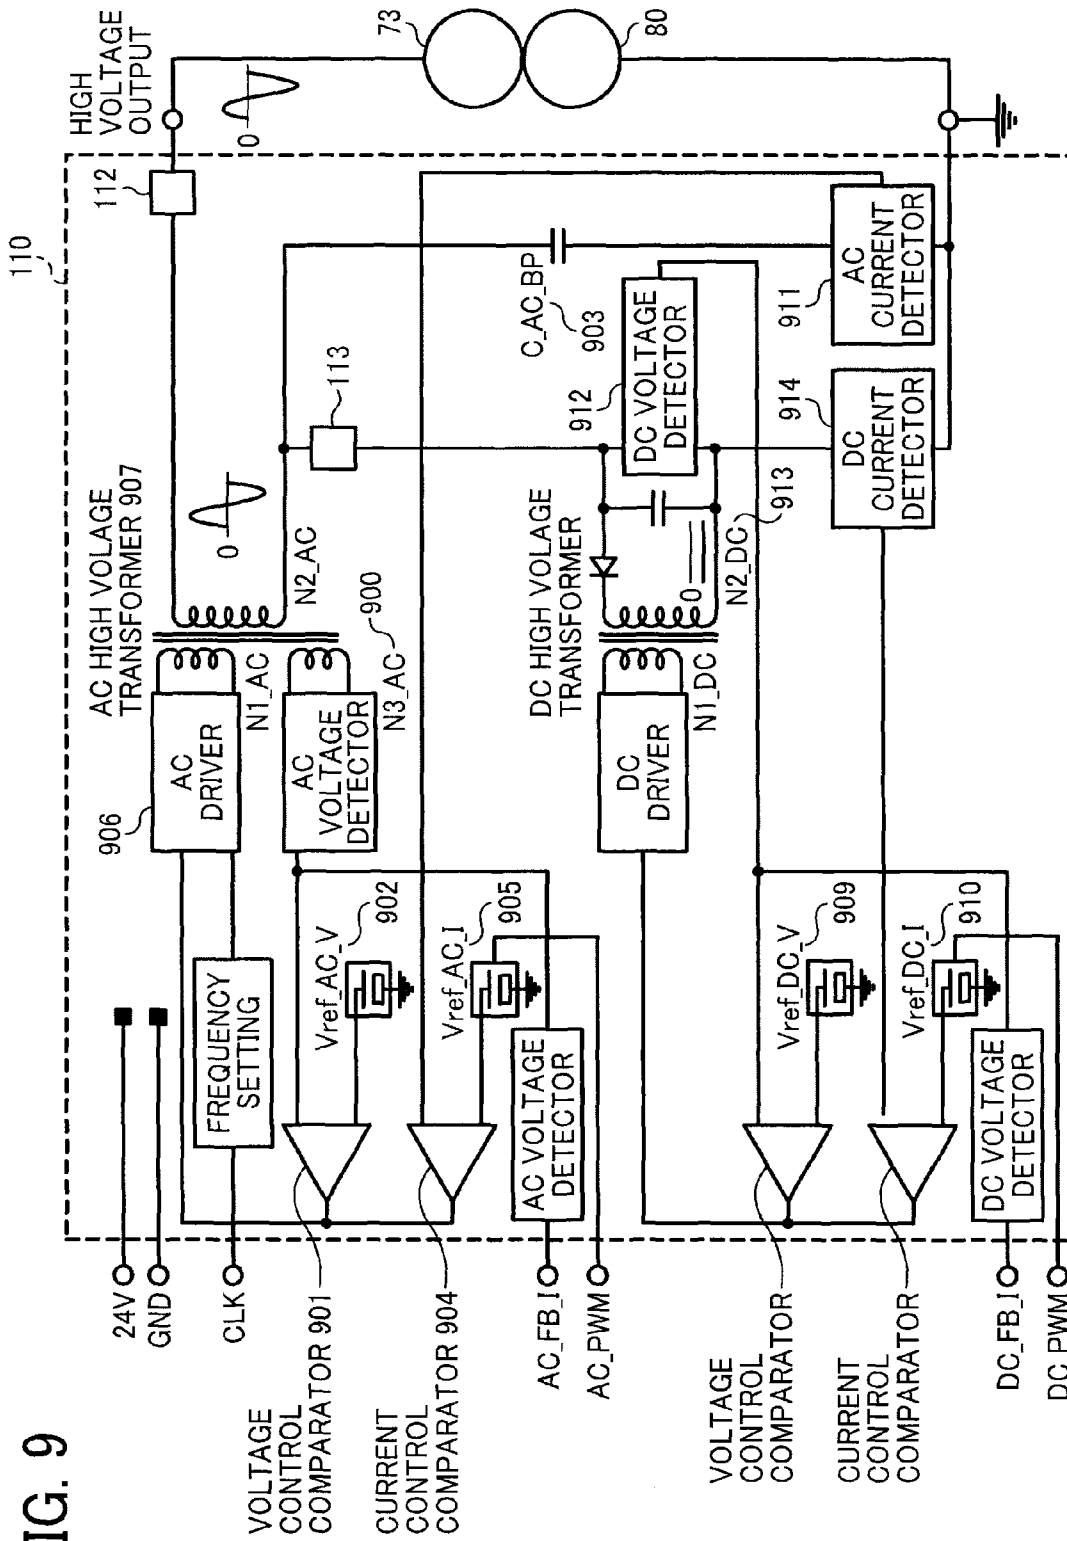 IG. 9
110
24V
GND
CLK
VOLTAGE
CONTROL
COMPARATOR 901
CURRENT
CONTROL
COMPARATOR 904
AC_FB_I
AC_PWM
VOLTAGE
CONTROL
COMPARATOR
CURRENT
CONTROL
COMPARATOR
DC_FB_I
DC_PWM
FREQUENCY
SETTING
Vref_AC_V
902
Vref_AC_I
905
AC VOLTAGE
DETECTOR
Vref_DC_V
909
Vref_DC_I
910
DC VOLTAGE
DETECTOR
906
AC
DRIVER
AC
VOLTAGE
DETECTOR
DC
DRIVER
AC HIGH VOLAGE
TRANSFORMER 907
N1_AC
N2_AC
N3_AC
900
0
DC HIGH VOLAGE
TRANSFORMER
N1_DC
N2_DC
913
0
112
113
C_AC_BP
903
912
DC VOLTAGE
DETECTOR
914
DC
CURRENT
DETECTOR
911
AC
CURRENT
DETECTOR
HIGH
VOLTAGE
OUTPUT
0
73
80